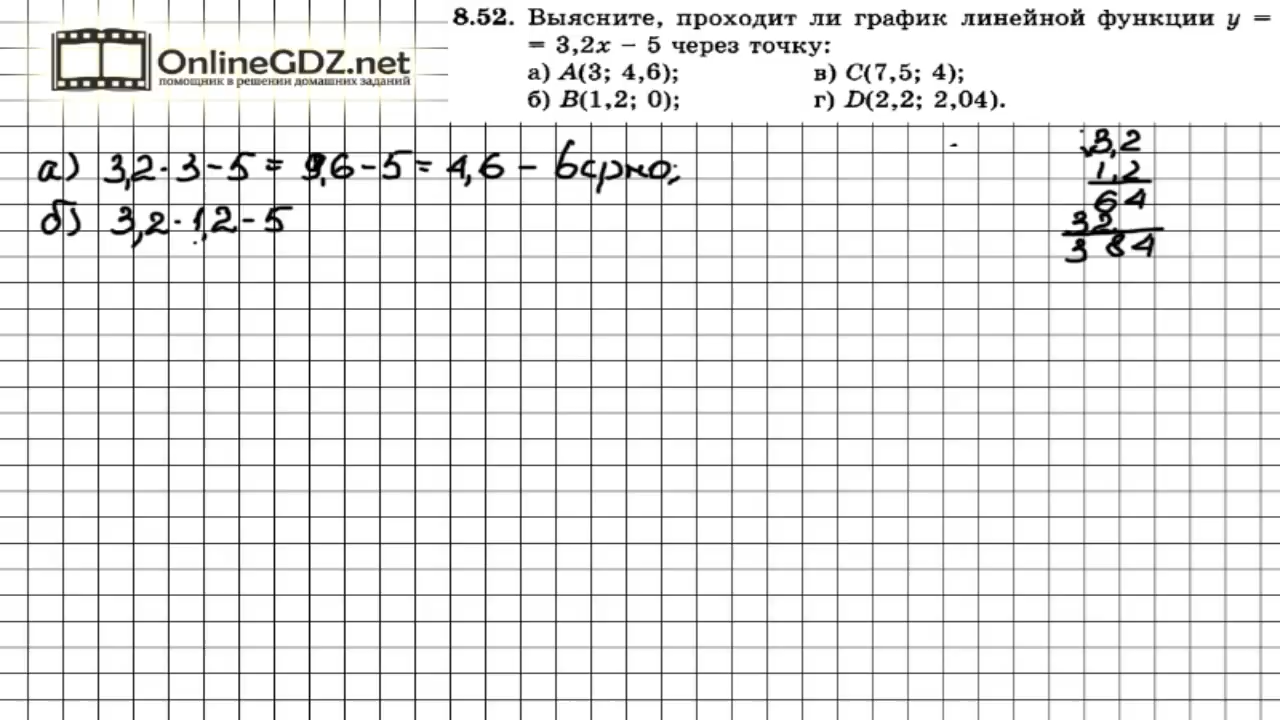 OnlineGDZ.net
помощник в решении домашних заданий
8.52. Выясните, проходит ли график линейной функции y =
= 3,2x − 5 через точку:
а) A(3; 4,6);
в) C(7,5; 4);
б) B(1,2; 0);
г) D(2,2; 2,04).
а) 3,2 · 3 − 5 = 9,6 − 5 = 4,6 − верно;
б) 3,2 · 1,2 − 5
3,2
1,2
64
32
384